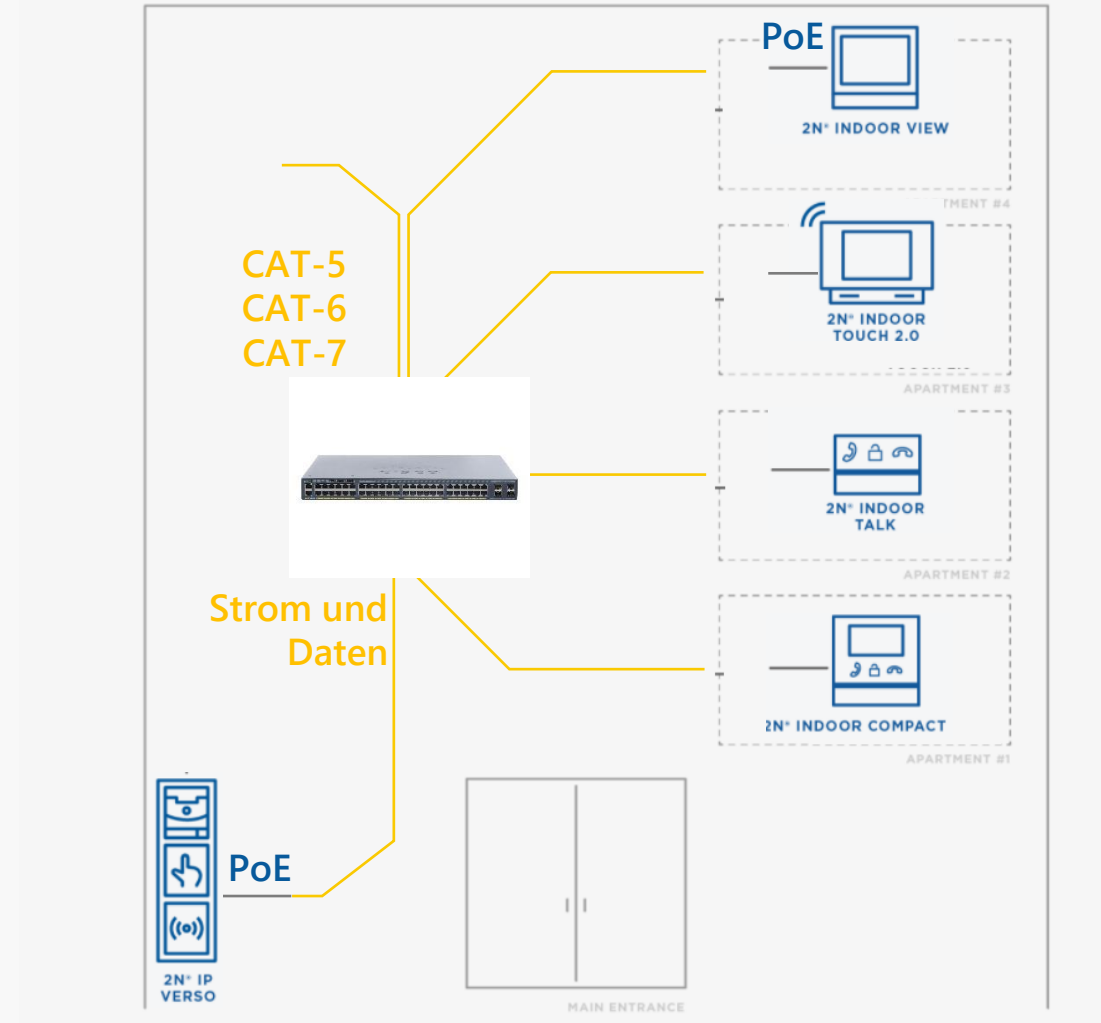 PoE
2N® INDOOR VIEW
TMENT #4
CAT-5
CAT-6
CAT-7
2N® INDOOR
TOUCH 2.0
APARTMENT #3
2N® INDOOR
TALK
APARTMENT #2
Strom und
Daten
2N® INDOOR COMPACT
APARTMENT #1
PoE
2N® IP
VERSO
MAIN ENTRANCE